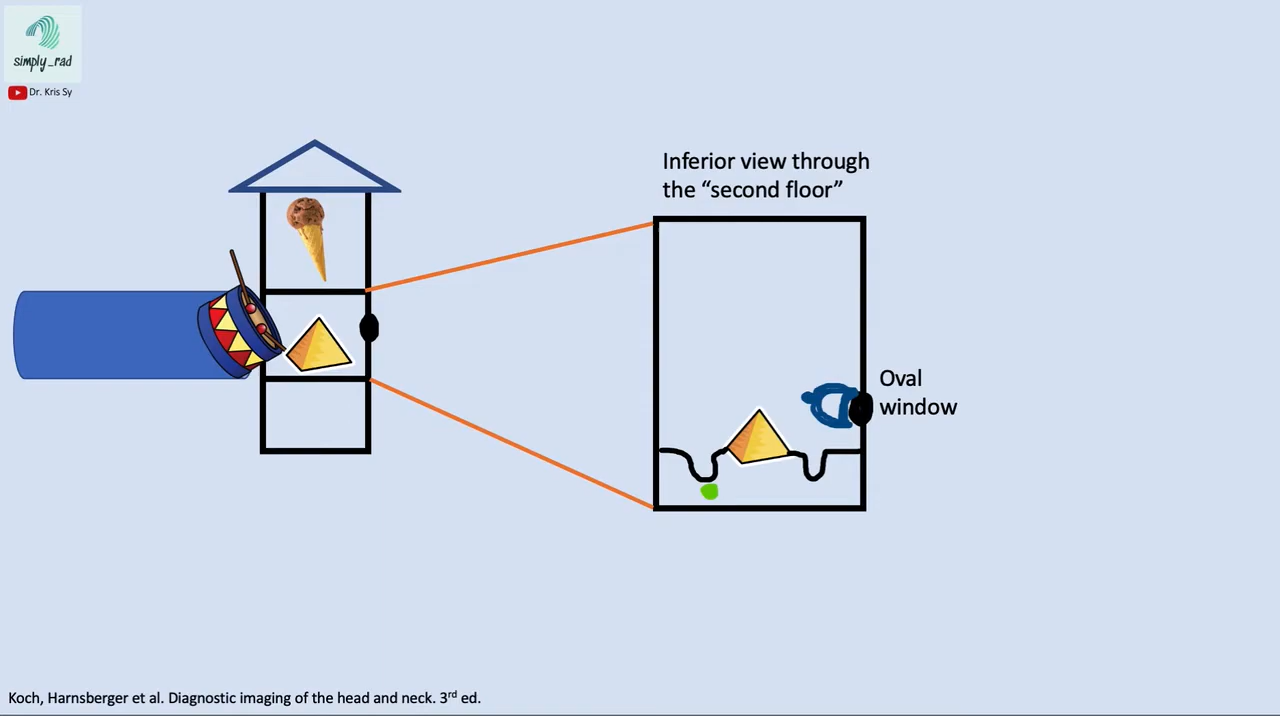 simply_rad
Dr. Kris Sy
Inferior view through
the “second floor”
Oval
window
Koch, Harnsberger et al. Diagnostic imaging of the head and neck. 3rd ed.